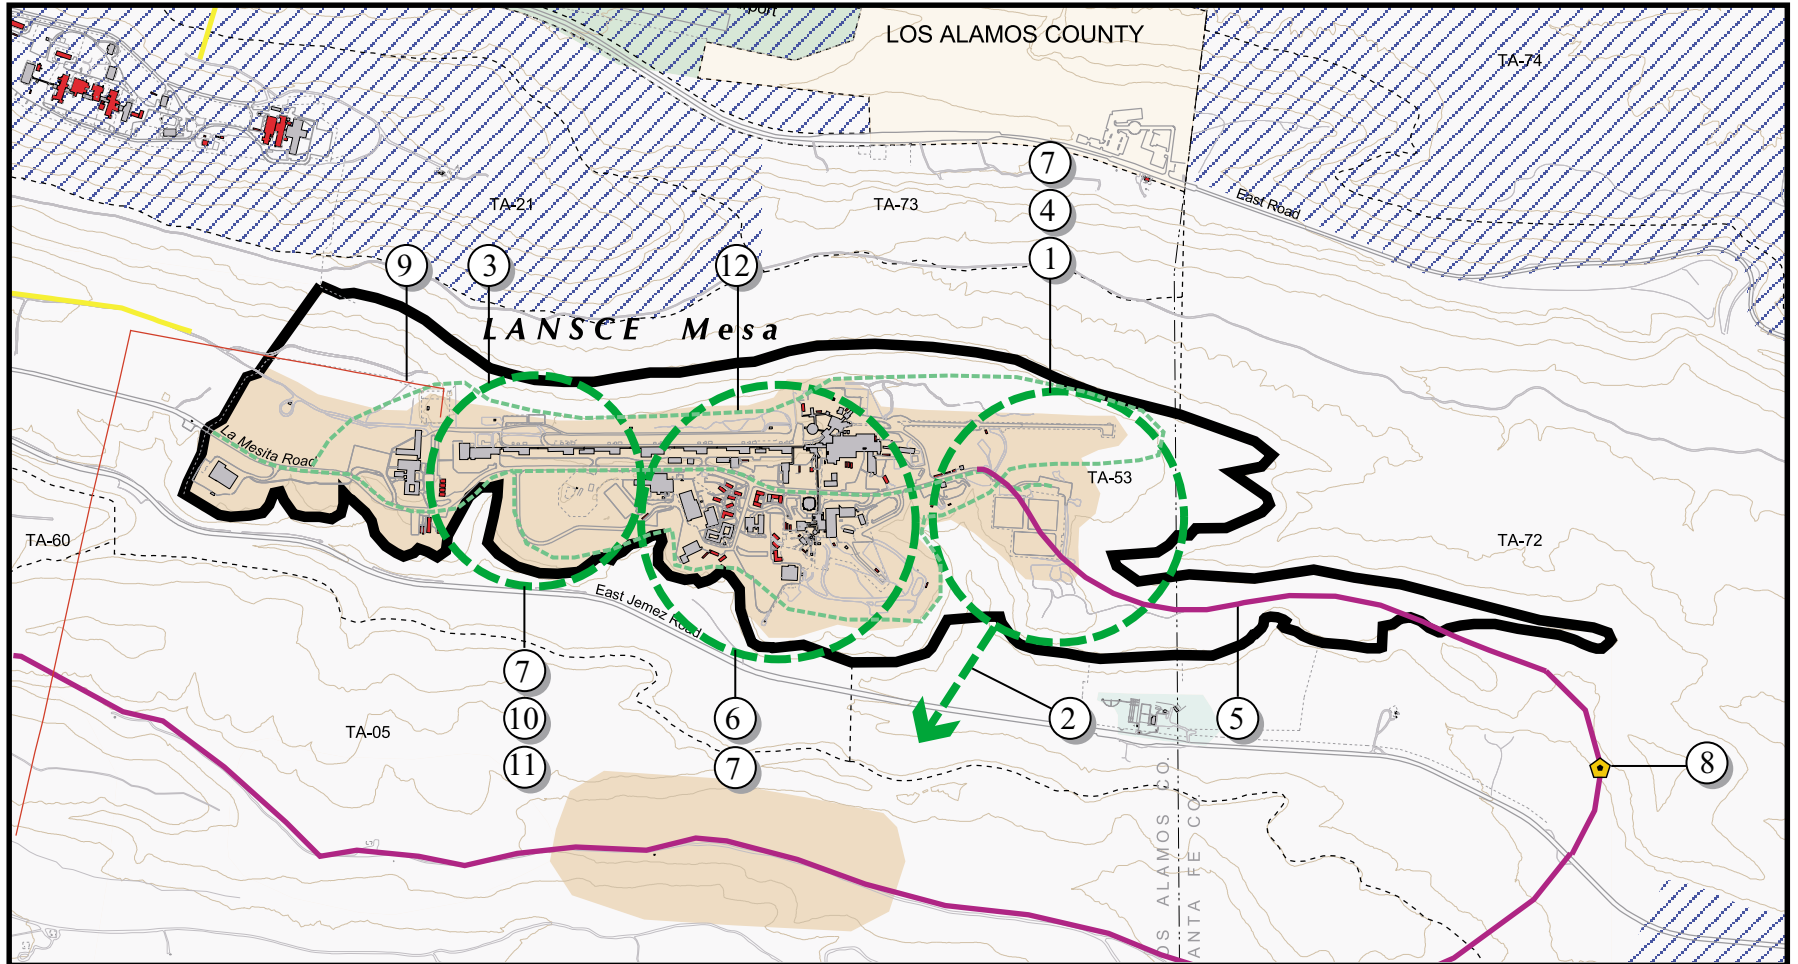 LOS ALAMOS COUNTY
TA-74
7
4
1
East Road
TA-21
TA-73
9
3
12
LANSCE Mesa
La Mesita Road
TA-53
TA-60
TA-72
East Jemez Road
7
10
11
6
7
2
5
8
TA-05
LOS ALAMOS CO.
SANTA FE CO.